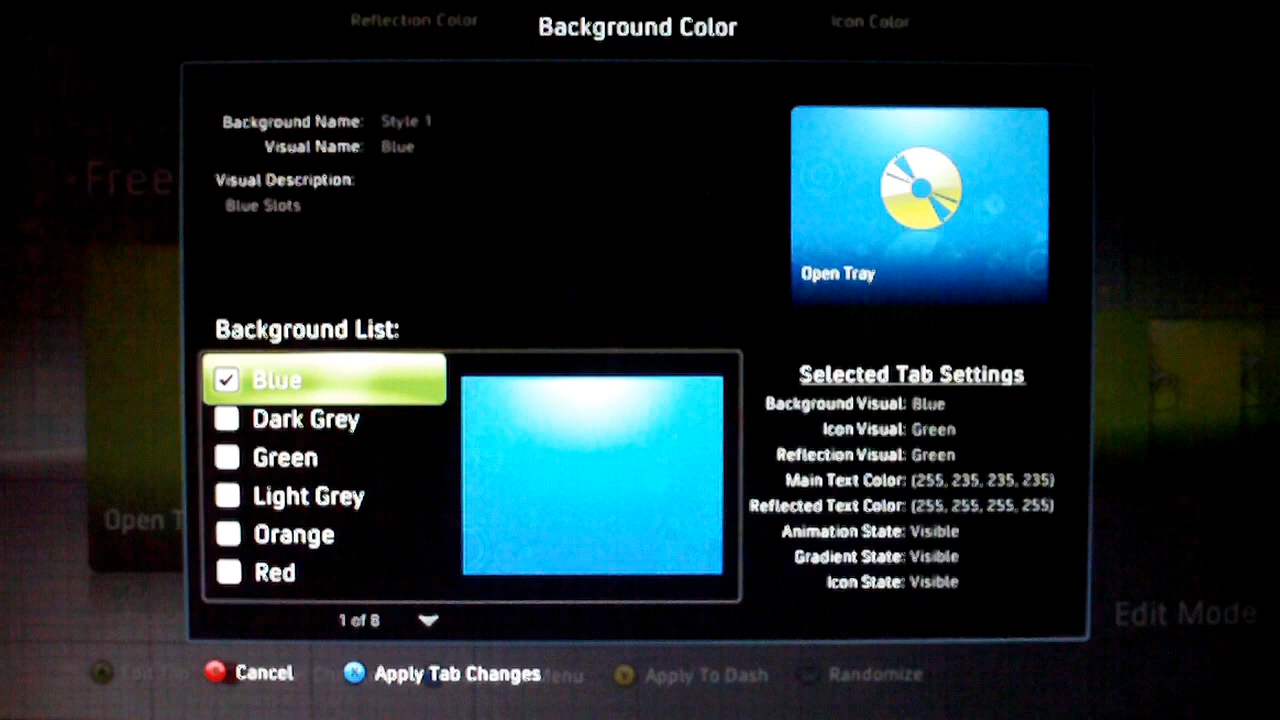 Reflection Color
Background Color
Icon Color
Background Name: Style 1
Visual Name: Blue
Visual Description:
Blue Slots
Free
Open Tray
Background List:
Blue
Dark Grey
Green
Light Grey
Orange
Red
1 of 8
Selected Tab Settings
Background Visual: Blue
Icon Visual: Green
Reflection Visual: Green
Main Text Color: (255, 235, 235, 235)
Reflected Text Color: (255, 255, 255, 255)
Animation State: Visible
Gradient State: Visible
Icon State: Visible
Open T
Edit Mode
Cancel
X Apply Tab Changes
Menu
Y Apply To Dash
Randomize